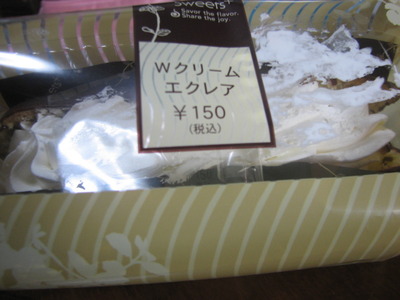 Sweets+
Savor the flavor.
Share the joy.
Wクリーム
エクレア
￥150
(税込)